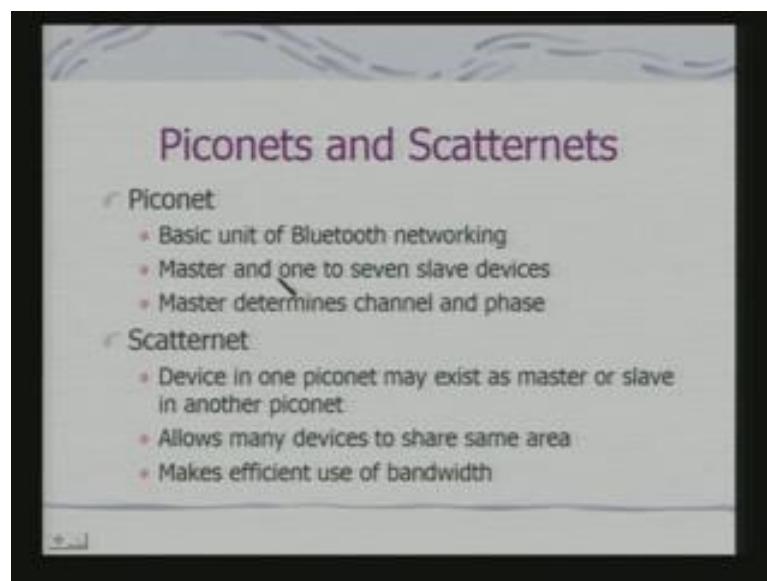 Piconets and Scatternets
Piconet
Basic unit of Bluetooth networking
Master and one to seven slave devices
Master determines channel and phase
Scatternet
Device in one piconet may exist as master or slave
in another piconet
Allows many devices to share same area
Makes efficient use of bandwidth